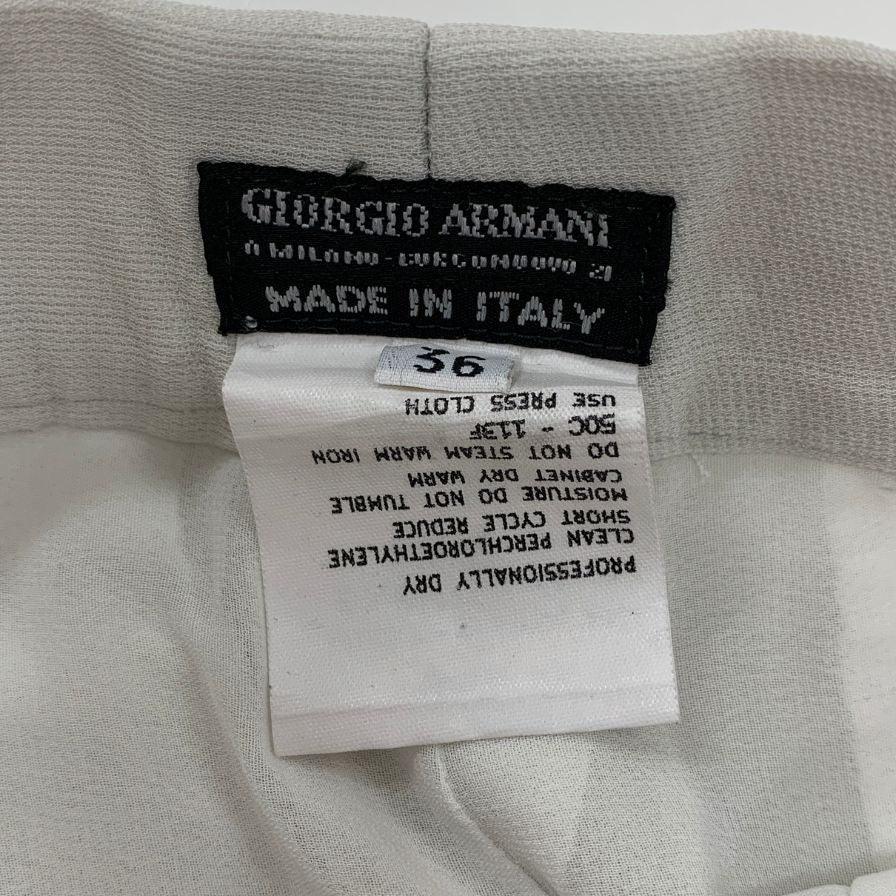 GIORGIO ARMANI
A MILANO - BORGONUOVO 21
MADE IN ITALY
36
PROFESSIONALLY DRY
CLEAN PERCHLOROETHYLENE
SHORT CYCLE REDUCE
MOISTURE DO NOT TUMBLE
CABINET DRY WARM
DO NOT STEAM WARM IRON
50C - 113F
USE PRESS CLOTH